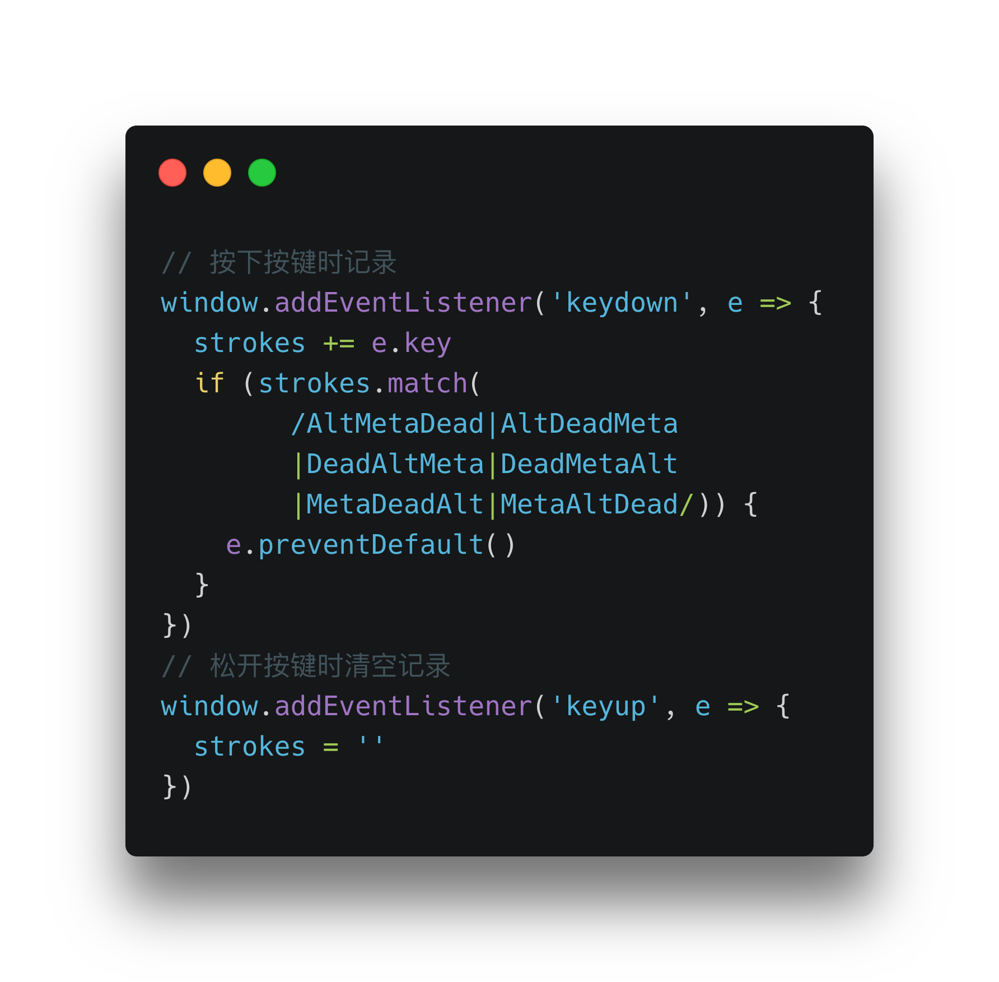 // 按下按键时记录
window.addEventListener('keydown', e => {
  strokes += e.key
  if (strokes.match(
        /AltMetaDead|AltDeadMeta
        |DeadAltMeta|DeadMetaAlt
        |MetaDeadAlt|MetaAltDead/)) {
    e.preventDefault()
  }
})
// 松开按键时清空记录
window.addEventListener('keyup', e => {
  strokes = ''
})